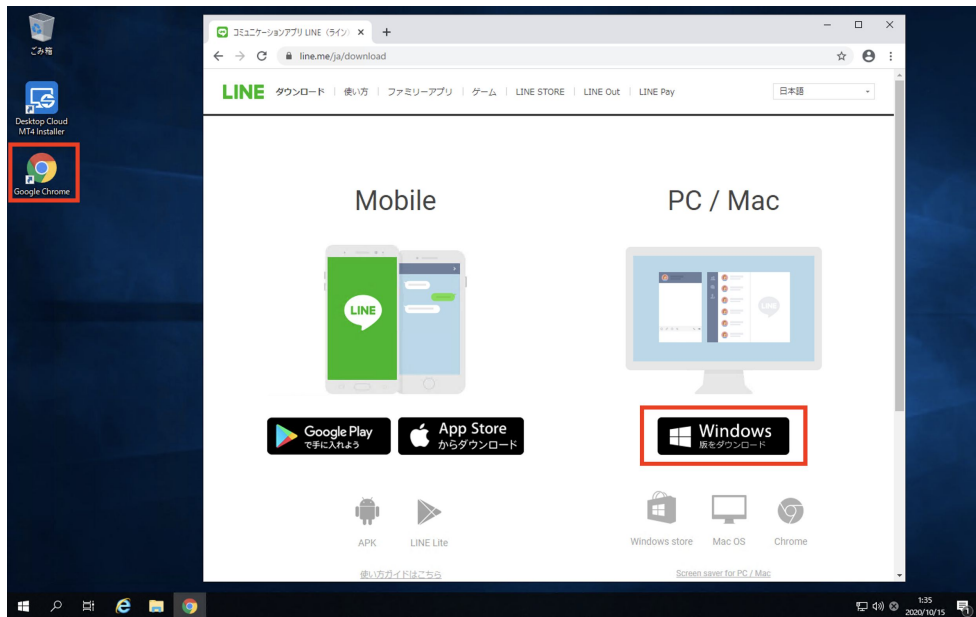 ごみ箱
Desktop Cloud
MT4 Installer
Google Chrome
コミュニケーションアプリ LINE（ライン）
line.me/ja/download
LINE ダウンロード 使い方 ファミリーアプリ ゲーム LINE STORE LINE Out LINE Pay 日本語
Mobile
LINE
Google Play
で手に入れよう
App Store
からダウンロード
APK LINE Lite
使い方ガイドはこちら
PC / Mac
LINE
Windows
版をダウンロード
Windows store Mac OS Chrome
Screen saver for PC / Mac
1:35
2020/10/15
1